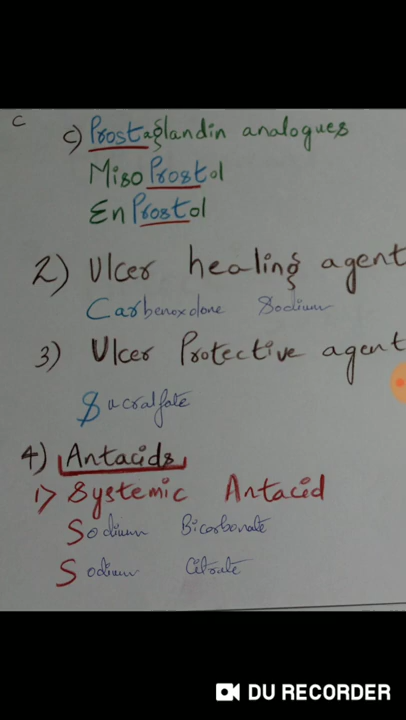 c
c) Prostaglandin analogues
MisoProstol
EnProstol
2) Ulcer healing agent
Carbenoxolone Sodium
3) Ulcer Protective agent
Sucralfate
4) Antacids
1> Systemic Antacid
Sodium Bicarbonate
Sodium Citrate
DU RECORDER